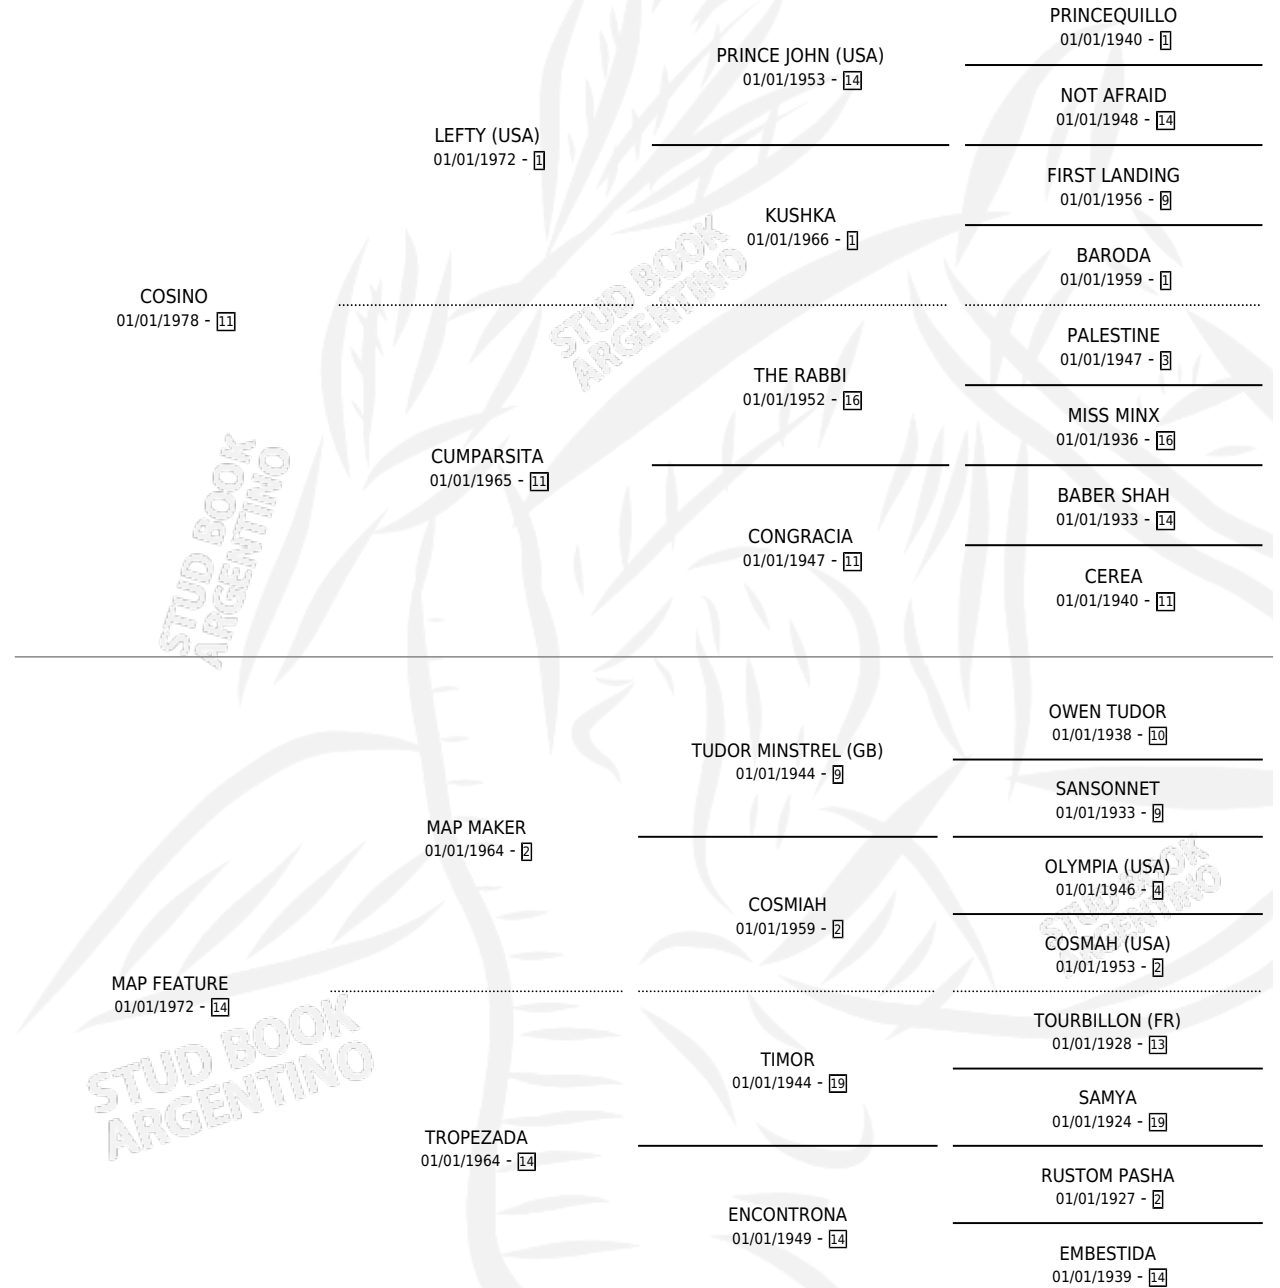 PRINCEQUILLO
01/01/1940 - 1
PRINCE JOHN (USA)
01/01/1953 - 14
NOT AFRAID
01/01/1948 - 14
LEFTY (USA)
01/01/1972 - 1
FIRST LANDING
01/01/1956 - 9
KUSHKA
01/01/1966 - 1
BARODA
01/01/1959 - 1
COSINO
01/01/1978 - 11
PALESTINE
01/01/1947 - 3
THE RABBI
01/01/1952 - 16
MISS MINX
01/01/1936 - 16
CUMPARSITA
01/01/1965 - 11
BABER SHAH
01/01/1933 - 14
CONGRACIA
01/01/1947 - 11
CEREA
01/01/1940 - 11
STUD BOOK
ARGENTINO
STUD BOOK
ARGENTINO
OWEN TUDOR
01/01/1938 - 10
TUDOR MINSTREL (GB)
01/01/1944 - 9
SANSONNET
01/01/1933 - 9
MAP MAKER
01/01/1964 - 2
OLYMPIA (USA)
01/01/1946 - 4
COSMIAH
01/01/1959 - 2
COSMAH (USA)
01/01/1953 - 2
MAP FEATURE
01/01/1972 - 14
TOURBILLON (FR)
01/01/1928 - 13
TIMOR
01/01/1944 - 19
SAMYA
01/01/1924 - 19
TROPEZADA
01/01/1964 - 14
RUSTOM PASHA
01/01/1927 - 2
ENCONTRONA
01/01/1949 - 14
EMBESTIDA
01/01/1939 - 14
STUD BOOK
ARGENTINO
STUD BOOK
ARGENTINO